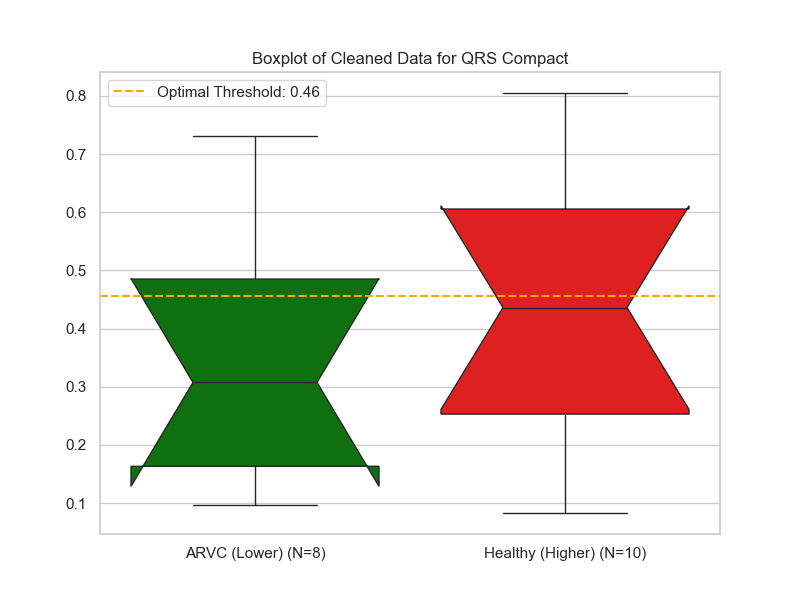 Boxplot of Cleaned Data for QRS Compact
Optimal Threshold: 0.46
0.8
0.7
0.6
0.5
0.4
0.3
0.2
0.1
ARVC (Lower) (N=8)
Healthy (Higher) (N=10)